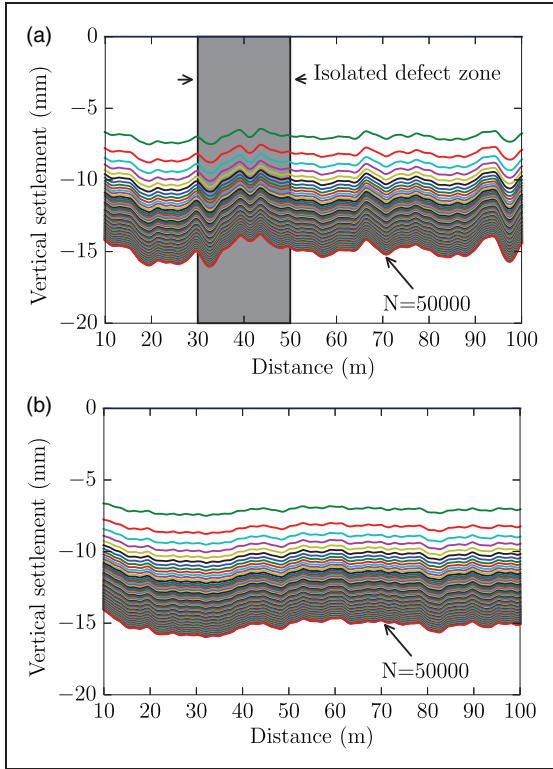 (a)
0
−5
−10
−15
−20
Vertical settlement (mm)
Isolated defect zone
N=50000
10 20 30 40 50 60 70 80 90 100
Distance (m)
(b)
0
−5
−10
−15
−20
Vertical settlement (mm)
N=50000
10 20 30 40 50 60 70 80 90 100
Distance (m)